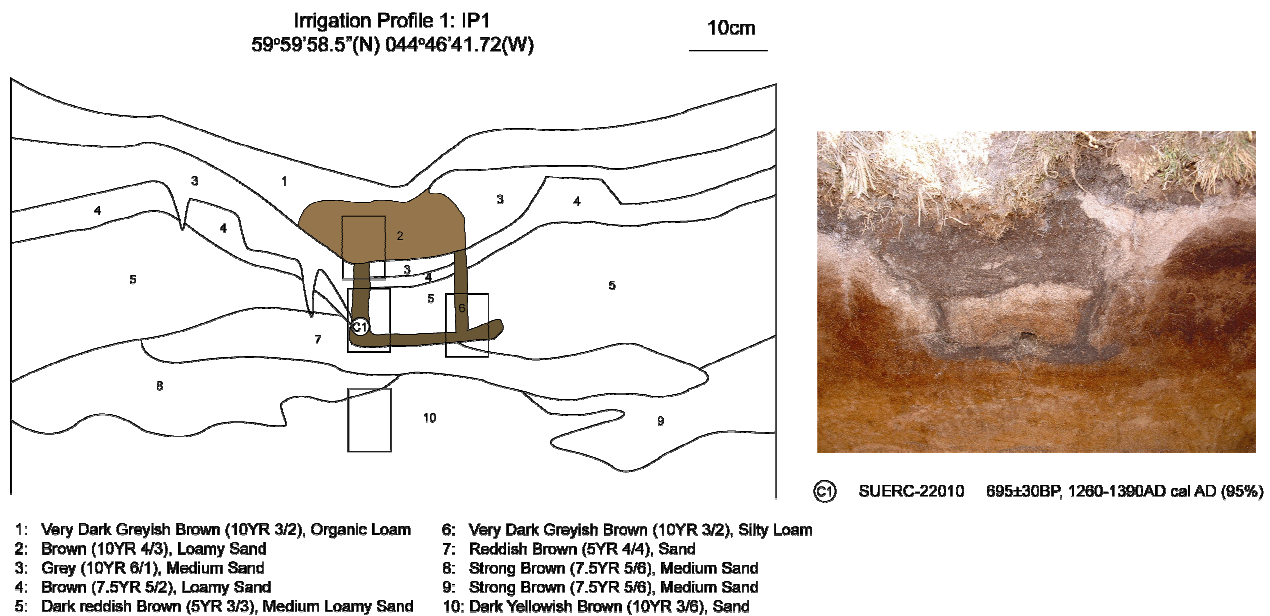 Irrigation Profile 1: IP1
59º59'58.5"(N) 044º46'41.72(W)
10cm
3
1
4
4
3
4
2
3
4
5
5
5
6
C1
7
8
10
9
C1 SUERC-22010 695±30BP, 1260-1390AD cal AD (95%)
1: Very Dark Greyish Brown (10YR 3/2), Organic Loam
2: Brown (10YR 4/3), Loamy Sand
3: Grey (10YR 6/1), Medium Sand
4: Brown (7.5YR 5/2), Loamy Sand
5: Dark reddish Brown (5YR 3/3), Medium Loamy Sand
6: Very Dark Greyish Brown (10YR 3/2), Silty Loam
7: Reddish Brown (5YR 4/4), Sand
8: Strong Brown (7.5YR 5/6), Medium Sand
9: Strong Brown (7.5YR 5/6), Medium Sand
10: Dark Yellowish Brown (10YR 3/6), Sand